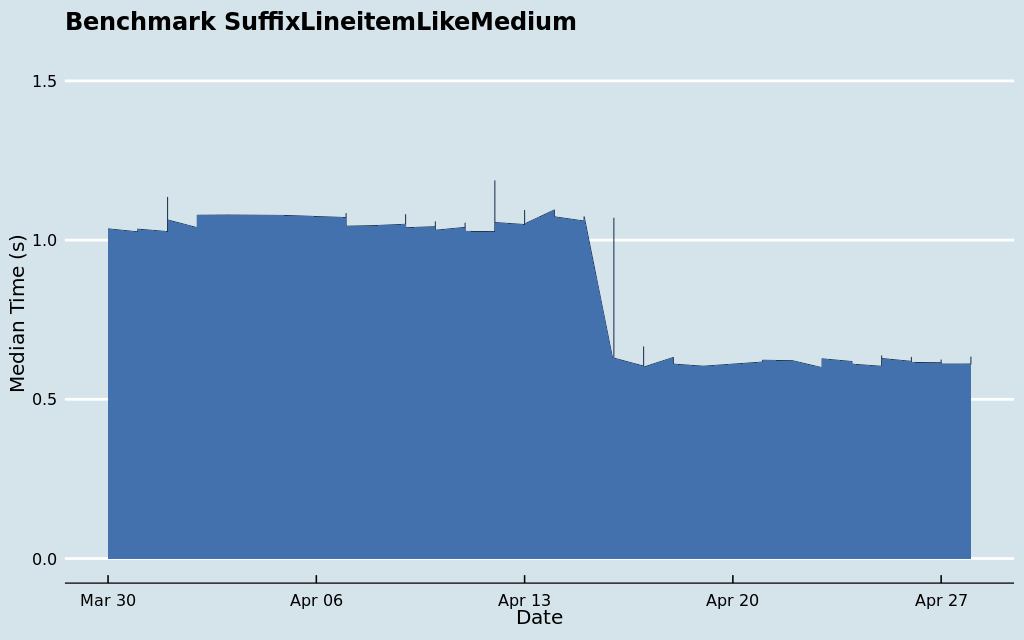 Benchmark SuffixLineitemLikeMedium
Median Time (s)
1.5
1.0
0.5
0.0
Mar 30 Apr 06 Apr 13 Apr 20 Apr 27
Date